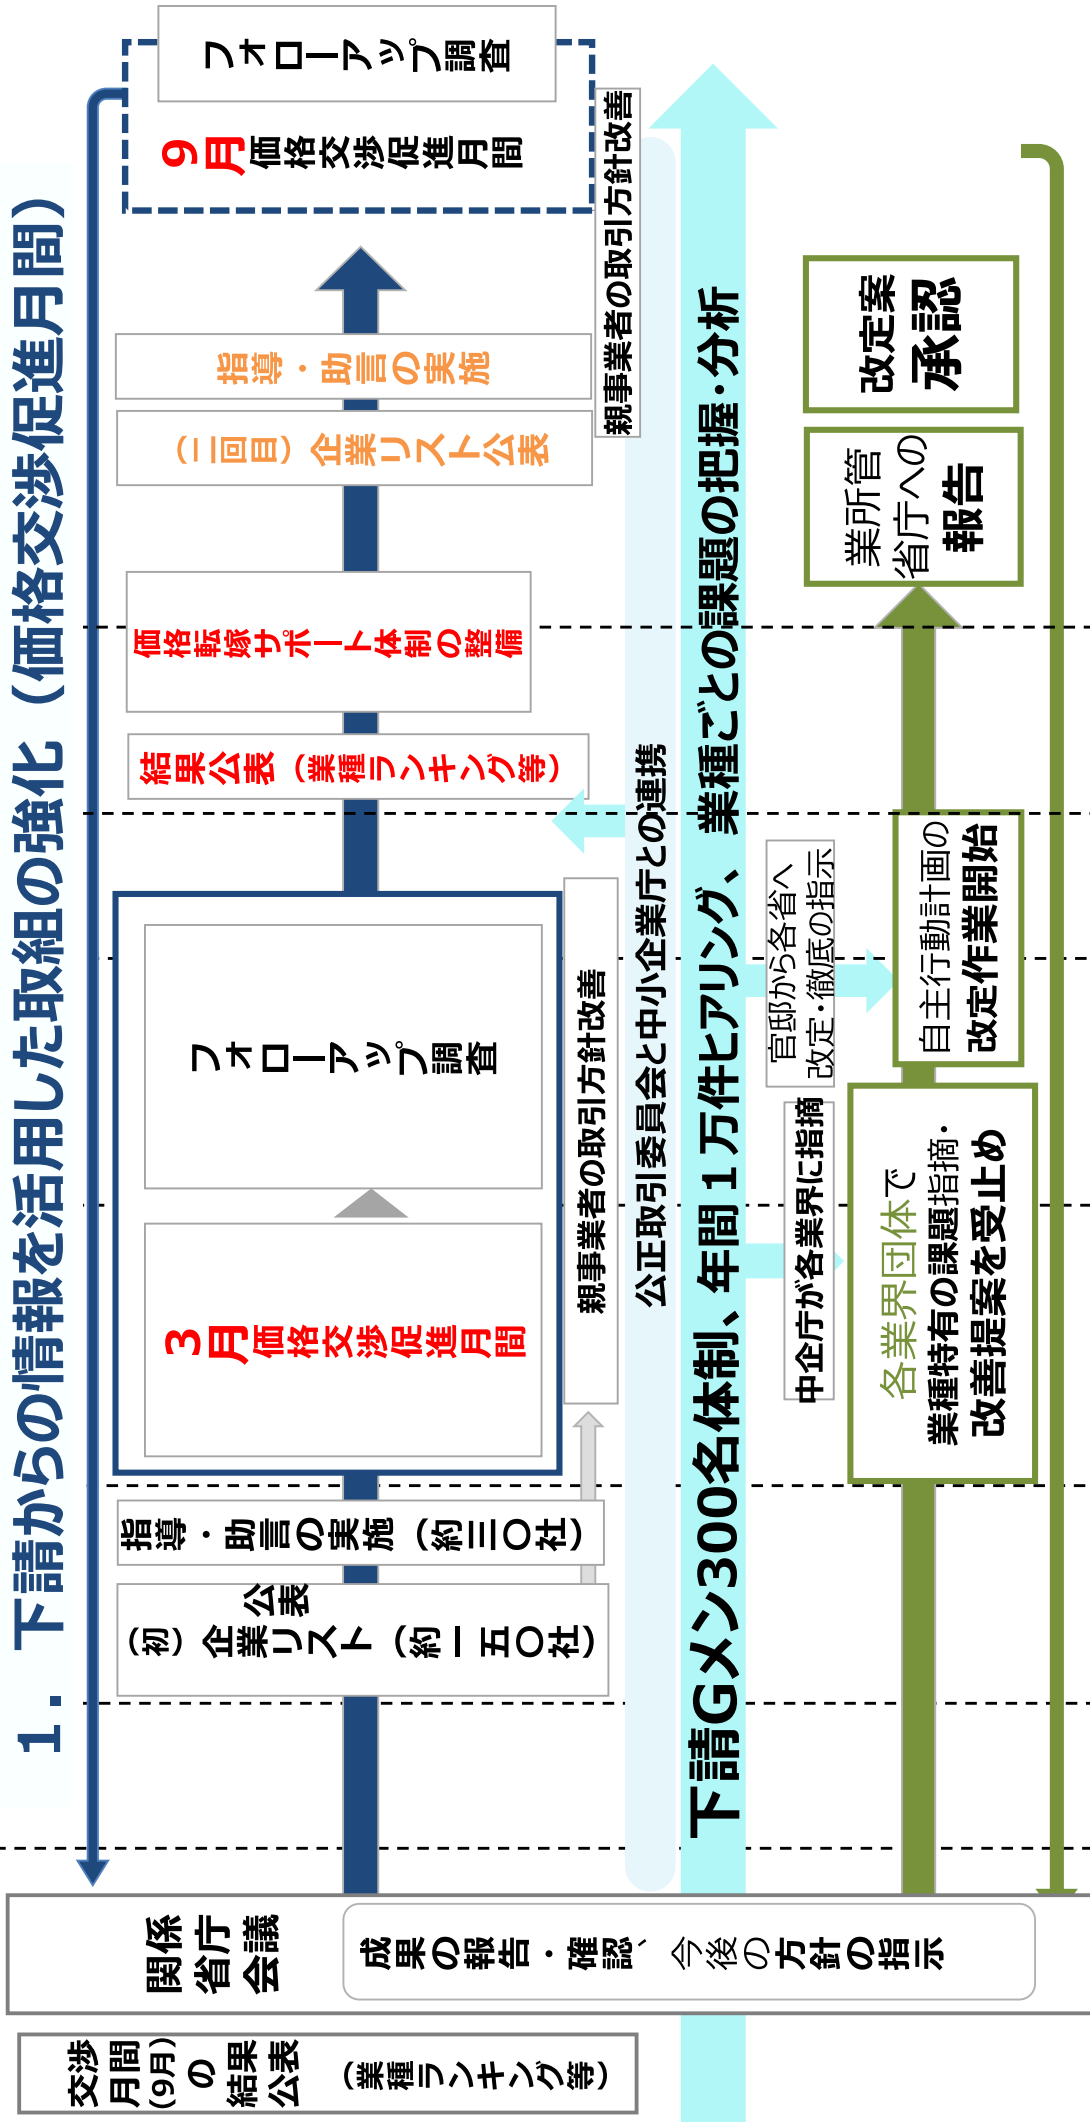 1. 下請からの情報を活用した取組の強化（価格交渉促進月間）
交渉
月間
(9月)
の
結果
公表
（業種ランキング等）
関係
省庁
会議
成果の報告・確認、今後の方針の指示
公表
（初）企業リスト（約一五〇社）
指導・助言の実施（約三〇社）
3月価格交渉促進月間
フォローアップ調査
親事業者の取引方針改善
結果公表（業種ランキング等）
価格転嫁サポート体制の整備
（二回目）企業リスト公表
指導・助言の実施
9月価格交渉促進月間
フォローアップ調査
親事業者の取引方針改善
公正取引委員会と中小企業庁との連携
下請Gメン300名体制、年間１万件ヒアリング、 業種ごとの課題の把握・分析
中企庁が各業界に指摘
官邸から各省へ
改定・徹底の指示
各業界団体で
業種特有の課題指摘・
改善提案を受止め
自主行動計画の
改定作業開始
業所管
省庁への
報告
改定案
承認